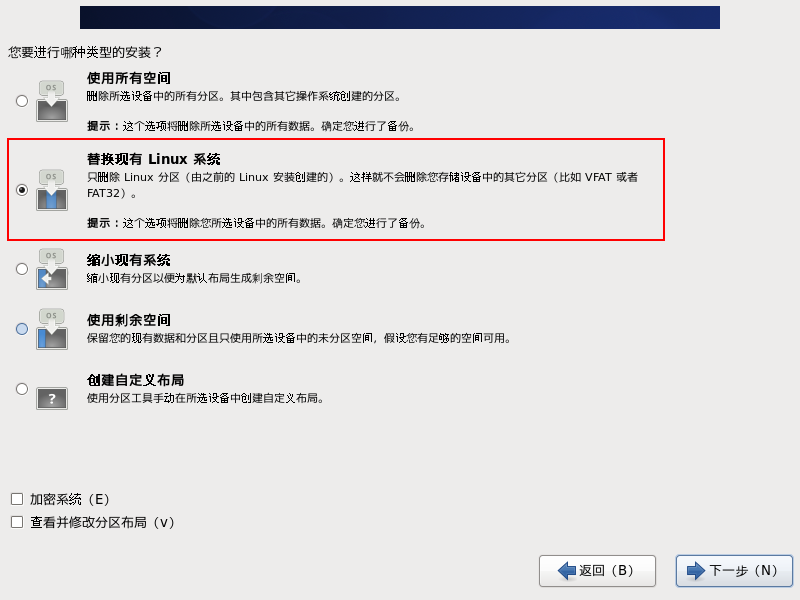 您要进行哪种类型的安装？
OS
使用所有空间
删除所选设备中的所有分区。其中包含其它操作系统创建的分区。
提示：这个选项将删除所选设备中的所有数据。确定您进行了备份。
OS
替换现有 Linux 系统
只删除 Linux 分区（由之前的 Linux 安装创建的）。这样就不会删除您存储设备中的其它分区（比如 VFAT 或者
FAT32）。
提示：这个选项将删除您所选设备中的所有数据。确定您进行了备份。
OS
缩小现有系统
缩小现有分区以便为默认布局生成剩余空间。
OS
使用剩余空间
保留您的现有数据和分区且只使用所选设备中的未分区空间，假设您有足够的空间可用。
?
创建自定义布局
使用分区工具手动在所选设备中创建自定义布局。
加密系统（E）
查看并修改分区布局（v）
返回（B）
下一步（N）